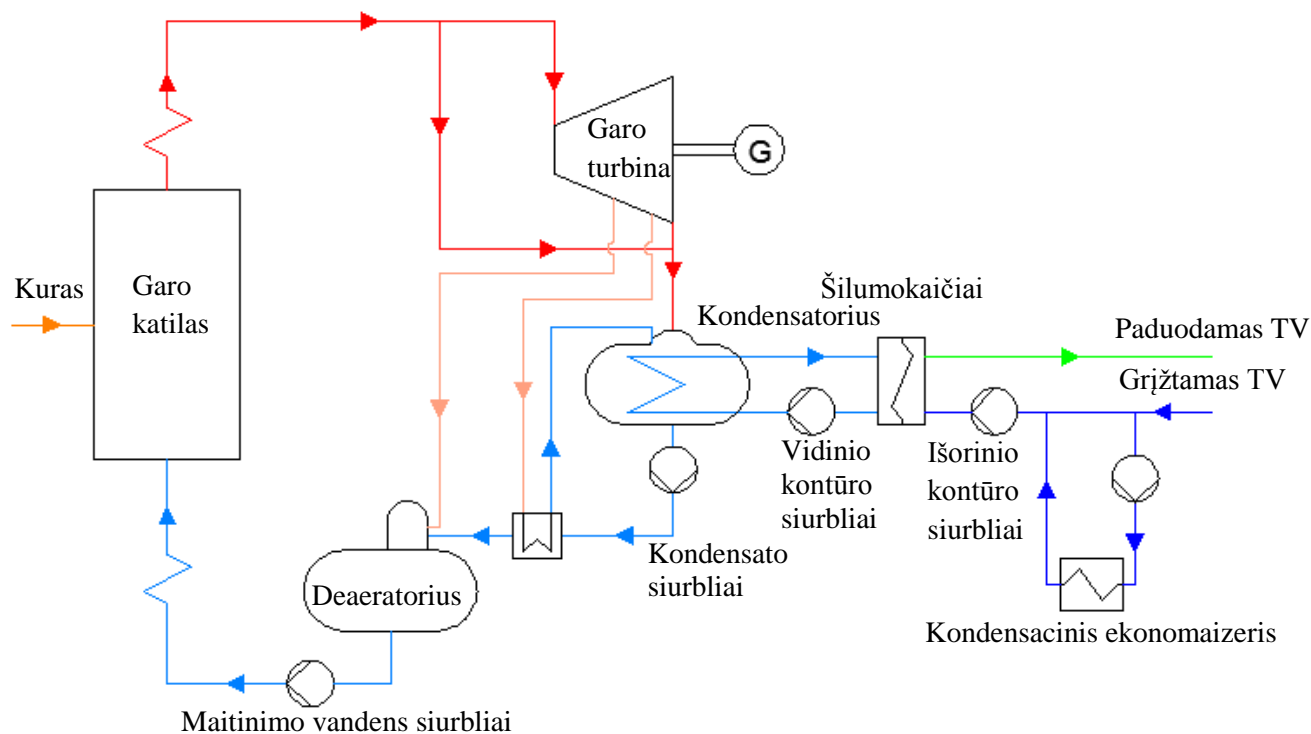 Garo
turbina
G
Kuras
Garo
katilas
Šilumokaičiai
Kondensatorius
Paduodamas TV
Grįžtamas TV
Vidinio
kontūro
siurbliai
Išorinio
kontūro
siurbliai
Kondensato
siurbliai
Deaeratorius
Kondensacinis ekonomaizeris
Maitinimo vandens siurbliai